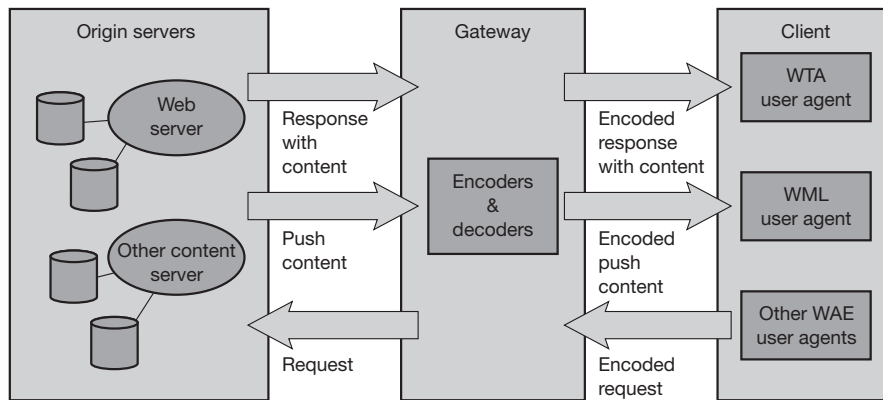 Origin servers
Gateway
Client
Web
server
Response
with
content
Encoded
response
with content
WTA
user agent
Encoders
&
decoders
WML
user agent
Other content
server
Push
content
Encoded
push
content
Other WAE
user agents
Request
Encoded
request